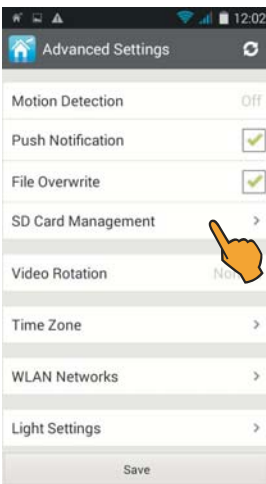 12:02
Advanced Settings
Motion Detection Off
Push Notification
File Overwrite
SD Card Management
Video Rotation
Time Zone
WLAN Networks
Light Settings
Save